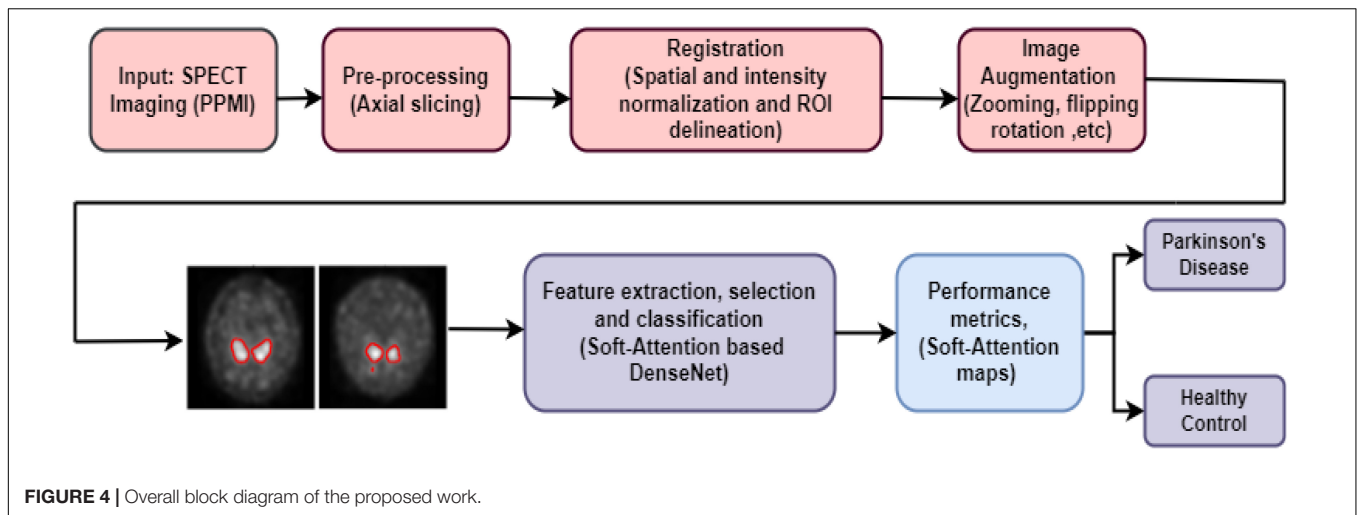 Input: SPECT
Imaging (PPMI)
Pre-processing
(Axial slicing)
Registration
(Spatial and intensity
normalization and ROI
delineation)
Image
Augmentation
(Zooming, flipping
rotation ,etc)
Feature extraction, selection
and classification
(Soft-Attention based
DenseNet)
Performance
metrics,
(Soft-Attention
maps)
Parkinson's
Disease
Healthy
Control
FIGURE 4 | Overall block diagram of the proposed work.